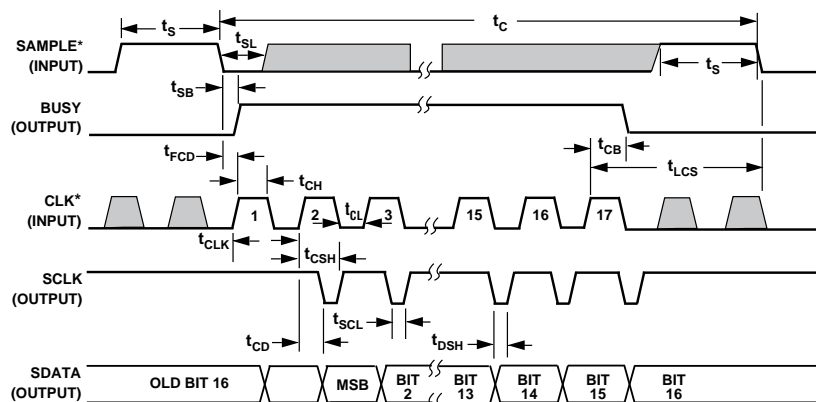 tS
tC
SAMPLE*
(INPUT)
tSL
tS
tSB
BUSY
(OUTPUT)
tFCD
tCB
tLCS
tCH
CLK*
(INPUT)
1
2
tCL
3
15
16
17
tCLK
tCSH
SCLK
(OUTPUT)
tCD
tSCL
tDSH
SDATA
(OUTPUT)
OLD BIT 16
MSB
BIT
2
BIT
13
BIT
14
BIT
15
BIT
16